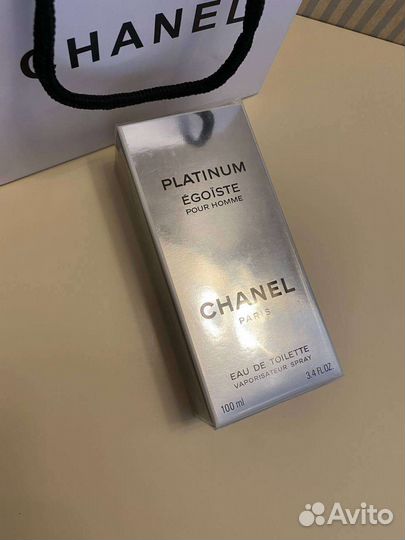 CHANEL
PLATINUM
ÉGOÏSTE
POUR HOMME
CHANEL
PARIS
EAU DE TOILETTE
VAPORISATEUR SPRAY
100 ml 3.4 FL.OZ
Avito